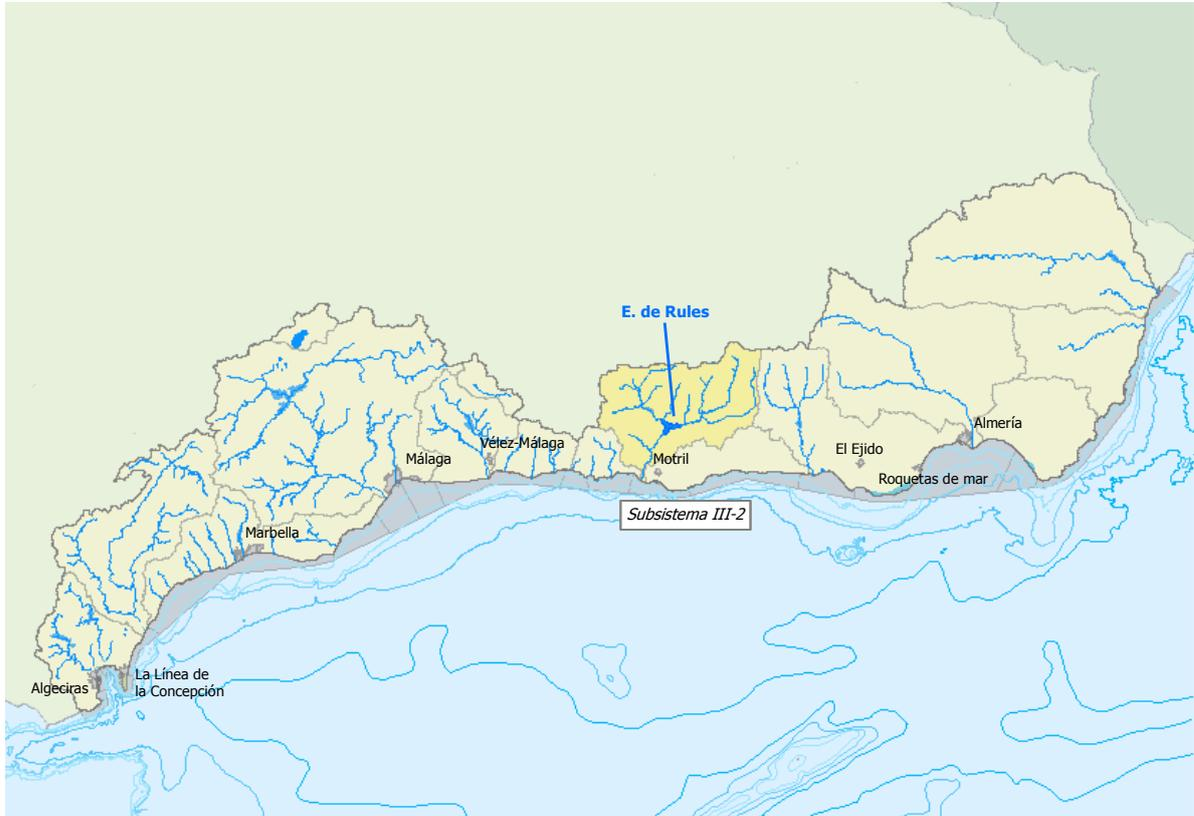 E. de Rules
Almería
Vélez-Málaga
El Ejido
Málaga
Motril
Roquetas de mar
Subsistema III-2
Marbella
La Línea de
la Concepción
Algeciras